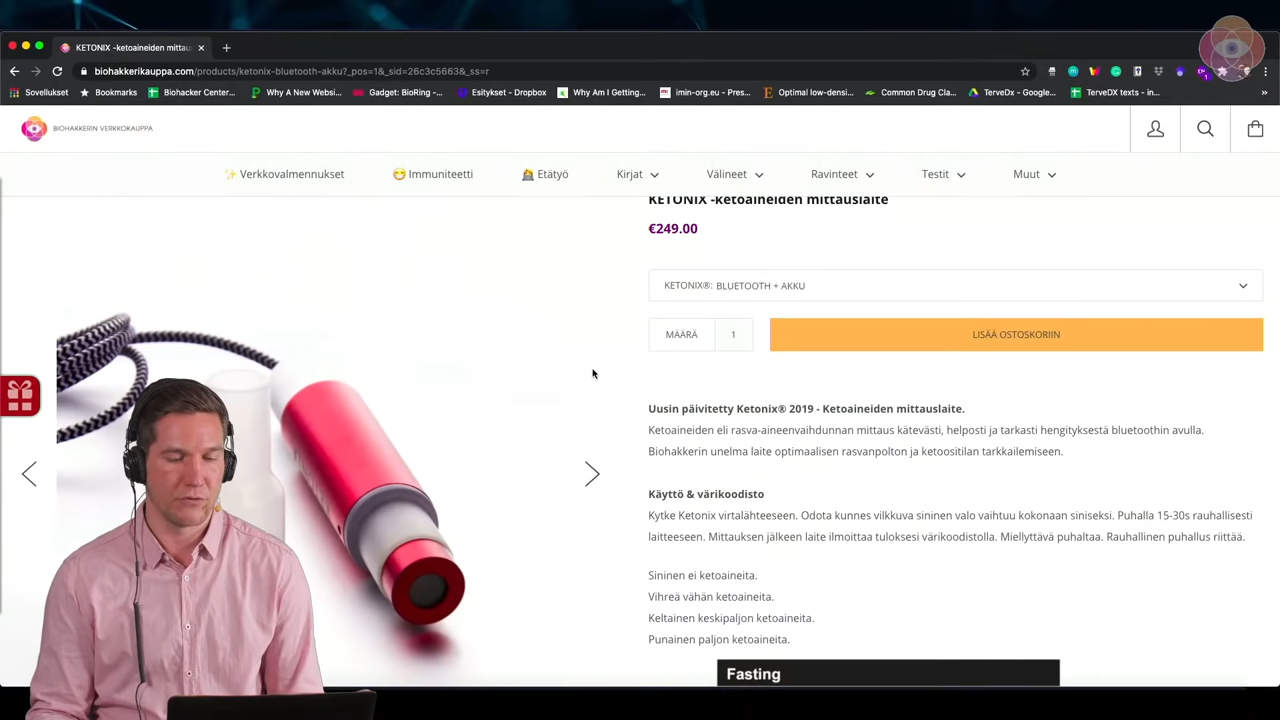 KETONIX -ketoaineiden mittaus
biohakkerikauppa.com/products/ketonix-bluetooth-akku?_pos=1&_sid=26c3c5663&_ss=r
Sovellukset Bookmarks Biohacker Center... Why A New Websi... Gadget: BioRing -... Esitykset - Dropbox Why Am I Getting... imin-org.eu – Pres... Optimal low-densi... Common Drug Cla... TerveDx - Google... TerveDX texts - in...
BIOHAKKERIN VERKKOKAUPPA
✨ Verkkovalmennukset 😷 Immuniteetti 👩‍💻 Etätyö Kirjat Välineet Ravinteet Testit Muut
KETONIX -ketoaineiden mittauslaite
€249.00
KETONIX®: BLUETOOTH + AKKU
MÄÄRÄ 1 LISÄÄ OSTOSKORIIN
Uusin päivitetty Ketonix® 2019 - Ketoaineiden mittauslaite.
Ketoaineiden eli rasva-aineenvaihdunnan mittaus kätevästi, helposti ja tarkasti hengityksestä bluetoothin avulla.
Biohakkerin unelma laite optimaalisen rasvanpolton ja ketoositilan tarkkailemiseen.
Käyttö & värikoodisto
Kytke Ketonix virtalähteeseen. Odota kunnes vilkkuva sininen valo vaihtuu kokonaan siniseksi. Puhalla 15-30s rauhallisesti
laitteeseen. Mittauksen jälkeen laite ilmoittaa tuloksesi värikoodistolla. Miellyttävä puhaltaa. Rauhallinen puhallus riittää.
Sininen ei ketoaineita.
Vihreä vähän ketoaineita.
Keltainen keskipaljon ketoaineita.
Punainen paljon ketoaineita.
Fasting